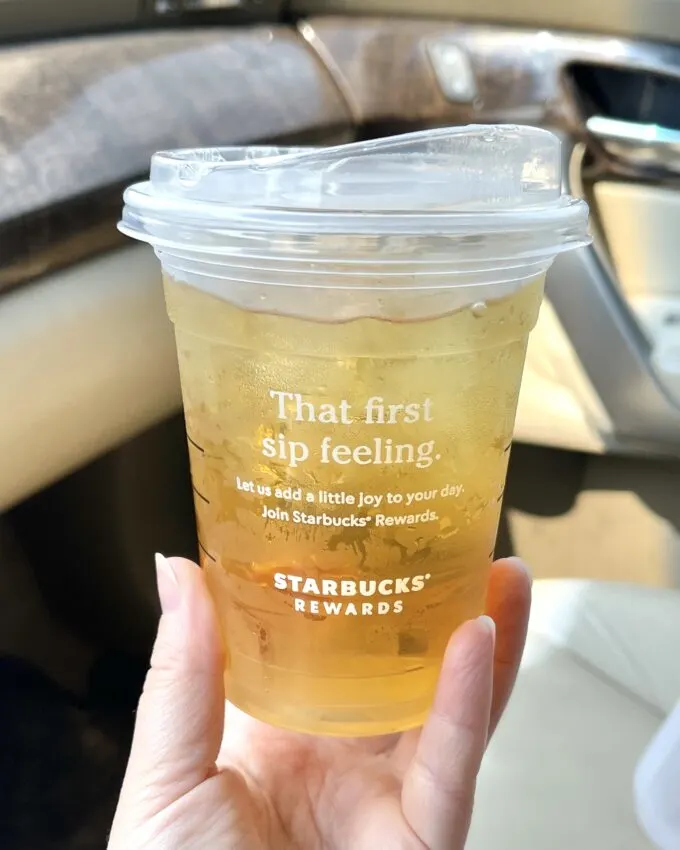 That first
sip feeling.
Let us add a little joy to your day.
Join Starbucks® Rewards.
STARBUCKS®
REWARDS